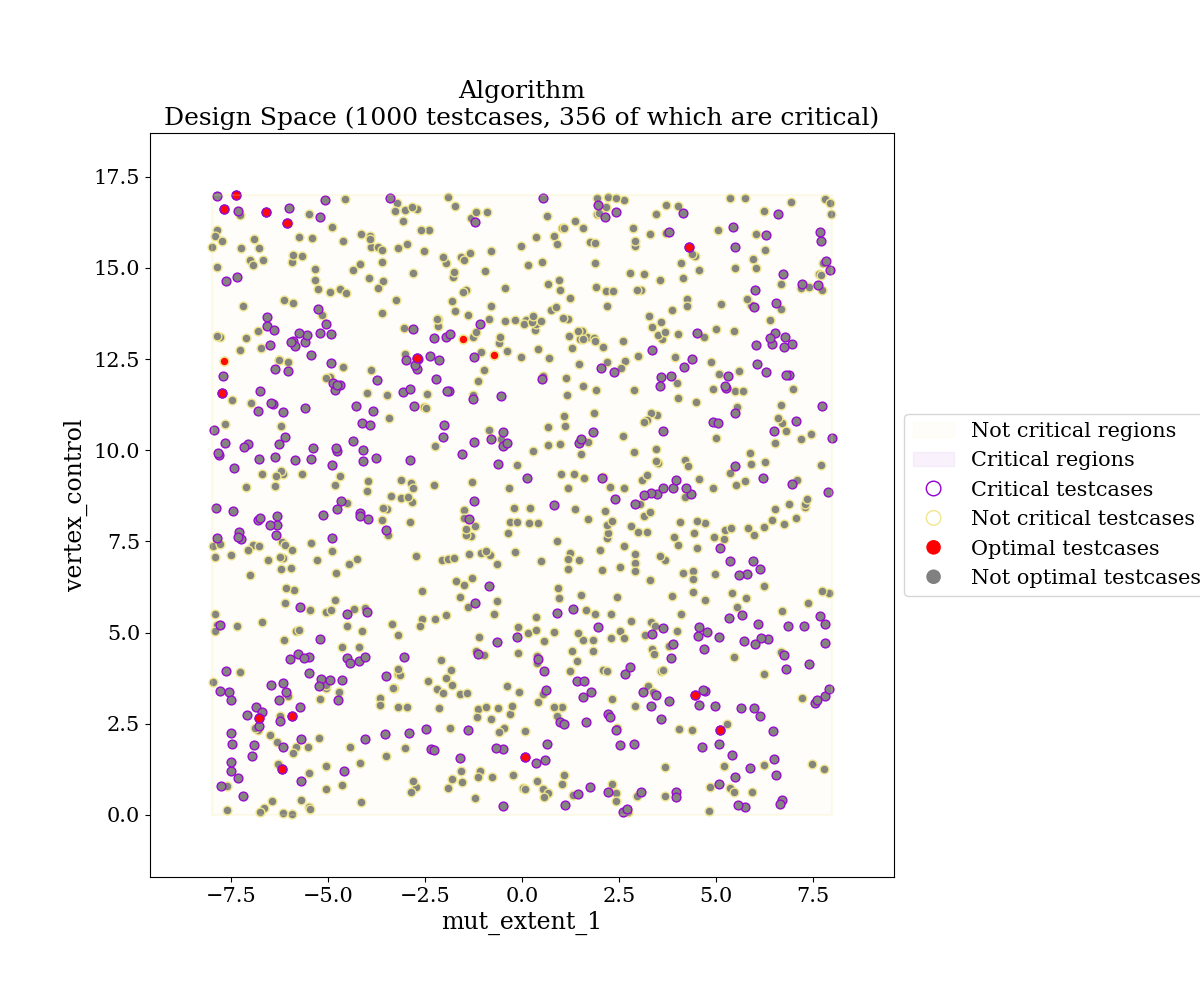 Algorithm
Design Space (1000 testcases, 356 of which are critical)
17.5
15.0
12.5
10.0
7.5
5.0
2.5
0.0
vertex_control
−7.5
−5.0
−2.5
0.0
2.5
5.0
7.5
mut_extent_1
Not critical regions
Critical regions
Critical testcases
Not critical testcases
Optimal testcases
Not optimal testcases